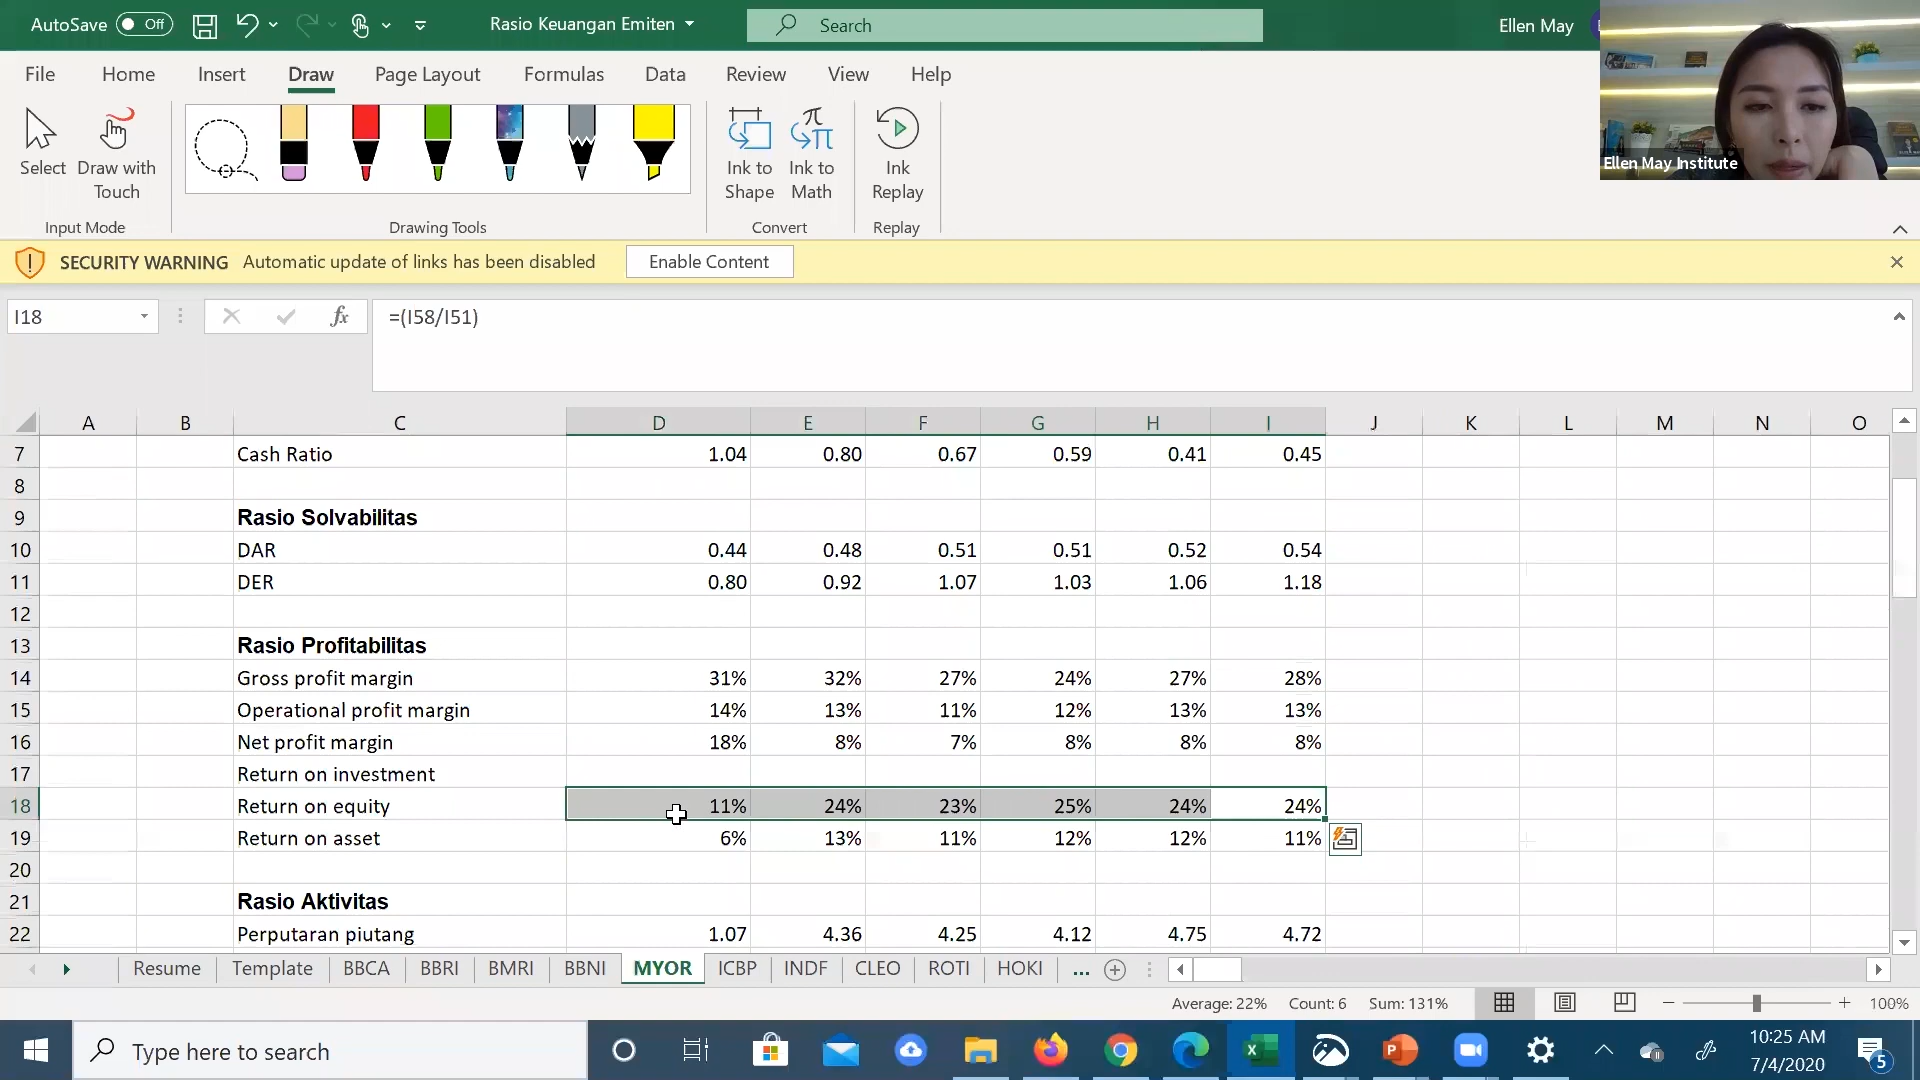 AutoSave Off Rasio Keuangan Emiten Search Ellen May
File Home Insert Draw Page Layout Formulas Data Review View Help
Select Draw with Touch
Ink to Shape Ink to Math Ink Replay
Ellen May Institute
Input Mode Drawing Tools Convert Replay
SECURITY WARNING Automatic update of links has been disabled Enable Content
I18 fx =(I58/I51)
A B C D E F G H I J K L M N O
7 Cash Ratio 1.04 0.80 0.67 0.59 0.41 0.45
8
9 Rasio Solvabilitas
10 DAR 0.44 0.48 0.51 0.51 0.52 0.54
11 DER 0.80 0.92 1.07 1.03 1.06 1.18
12
13 Rasio Profitabilitas
14 Gross profit margin 31% 32% 27% 24% 27% 28%
15 Operational profit margin 14% 13% 11% 12% 13% 13%
16 Net profit margin 18% 8% 7% 8% 8% 8%
17 Return on investment
18 Return on equity 11% 24% 23% 25% 24% 24%
19 Return on asset 6% 13% 11% 12% 12% 11%
20
21 Rasio Aktivitas
22 Perputaran piutang 1.07 4.36 4.25 4.12 4.75 4.72
Resume Template BBCA BBRI BMRI BBNI MYOR ICBP INDF CLEO ROTI HOKI ...
Average: 22% Count: 6 Sum: 131% 100%
Type here to search 10:25 AM
7/4/2020 5